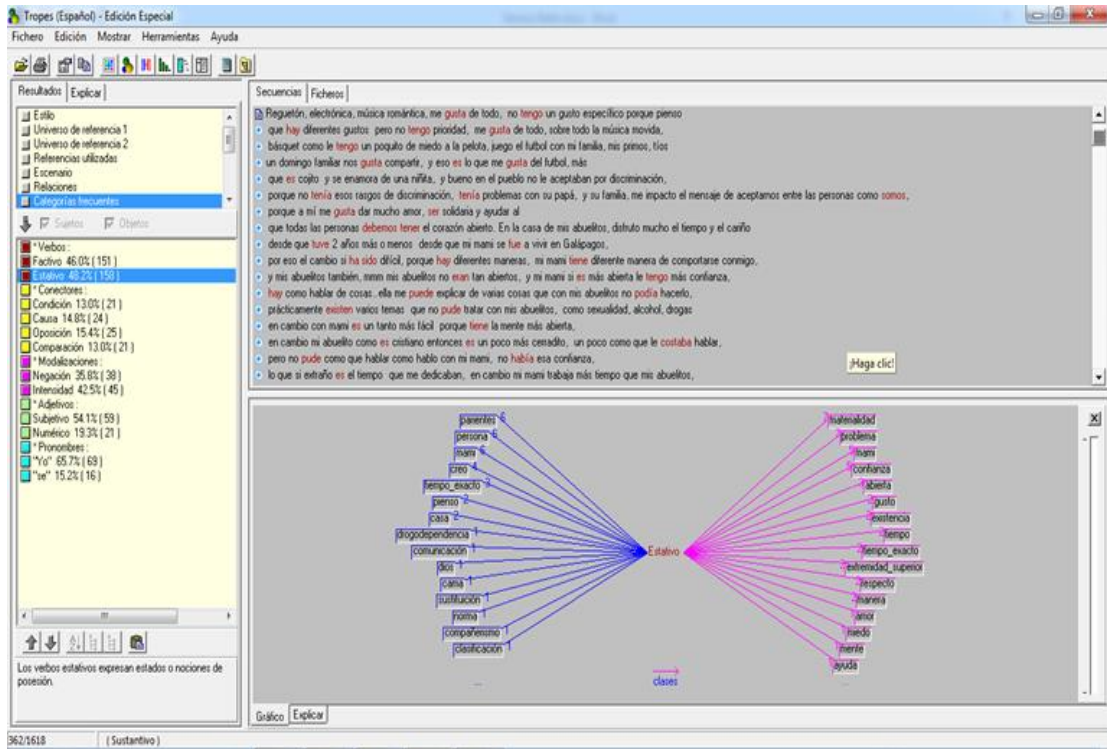 Tropes (Español) - Edición Especial
Fichero Edición Mostrar Herramientas Ayuda
Resultados Explicar
Estilo
Universo de referencia 1
Universo de referencia 2
Referencias utilizadas
Escenario
Relaciones
Categorías frecuentes
Sujetos Objetos
* Verbos :
Factivo 46.0% ( 151 )
Estativo 48.2% ( 158 )
* Conectores :
Condición 13.0% ( 21 )
Causa 14.8% ( 24 )
Oposición 15.4% ( 25 )
Comparación 13.0% ( 21 )
* Modalizaciones :
Negación 35.8% ( 38 )
Intensidad 42.5% ( 45 )
* Adjetivos :
Subjetivo 54.1% ( 59 )
Numérico 19.3% ( 21 )
* Pronombres :
"Yo" 65.7% ( 69 )
"se" 15.2% ( 16 )
Los verbos estativos expresan estados o nociones de
posesión.
Secuencias Ficheros
Reguetón, electrónica, música romántica, me gusta de todo, no tengo un gusto específico porque pienso
que hay diferentes gustos pero no tengo prioridad, me gusta de todo, sobre todo la música movida,
básquet como le tengo un poquito de miedo a la pelota, juego el futbol con mi familia, mis primos, tíos
un domingo familiar nos gusta compartir, y eso es lo que me gusta del futbol, más
que es cojito y se enamora de una niñita, y bueno en el pueblo no le aceptaban por discriminación,
porque no tenía esos rasgos de discriminación, tenía problemas con su papá, y su familia, me impacto el mensaje de aceptarnos entre las personas como somos,
porque a mí me gusta dar mucho amor, ser solidaria y ayudar al
que todas las personas debemos tener el corazón abierto. En la casa de mis abuelitos, disfruto mucho el tiempo y el cariño
desde que tuve 2 años más o menos desde que mi mami se fue a vivir en Galápagos,
por eso el cambio si ha sido difícil, porque hay diferentes maneras, mi mami tiene diferente manera de comportarse conmigo,
y mis abuelitos también, mmm mis abuelitos no eran tan abiertos, y mi mami si es más abierta le tengo más confianza,
hay como hablar de cosas..ella me puede explicar de varias cosas que con mis abuelitos no podía hacerlo,
prácticamente existen varios temas que no pude tratar con mis abuelitos, como sexualidad, alcohol, drogas
en cambio con mami es un tanto más fácil porque tiene la mente más abierta,
en cambio mi abuelito como es cristiano entonces es un poco más cerradito, un poco como que le costaba hablar,
pero no pude como que hablar como hablo con mi mami, no había esa confianza,
lo que si extraño es el tiempo que me dedicaban, en cambio mi mami trabaja más tiempo que mis abuelitos,
¡Haga clic!
parientes 6
persona 6
mami 6
creo 4
tiempo_exacto 3
pienso 2
casa 2
drogodependencia 1
comunicación 1
dios 1
cama 1
sustitución 1
norma 1
compañerismo 1
clasificación 1
...
Estativo
clases
materialidad
problema
mami
confianza
abierta
gusto
existencia
tiempo
tiempo_exacto
extremidad_superior
respecto
manera
amor
miedo
mente
ayuda
...
Gráfico Explicar
362/1618 ( Sustantivo )